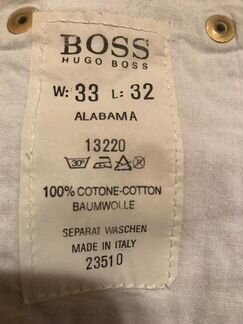 BOSS
HUGO BOSS
W: 33 L: 32
ALABAMA
13220
30°
100% COTONE-COTTON
BAUMWOLLE
SEPARAT WASCHEN
MADE IN ITALY
23510